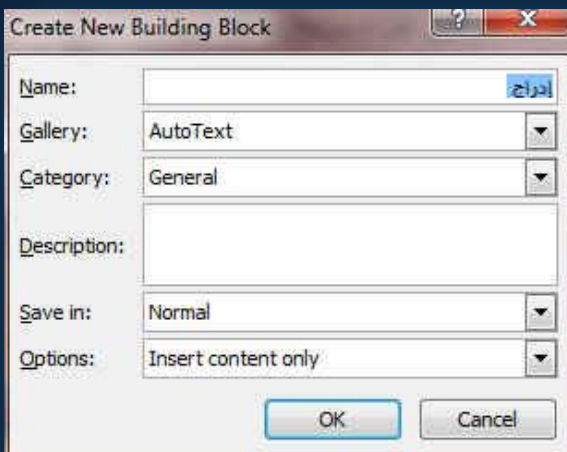 Create New Building Block ? x
Name: إدراج
Gallery: AutoText
Category: General
Description:
Save in: Normal
Options: Insert content only
OK Cancel